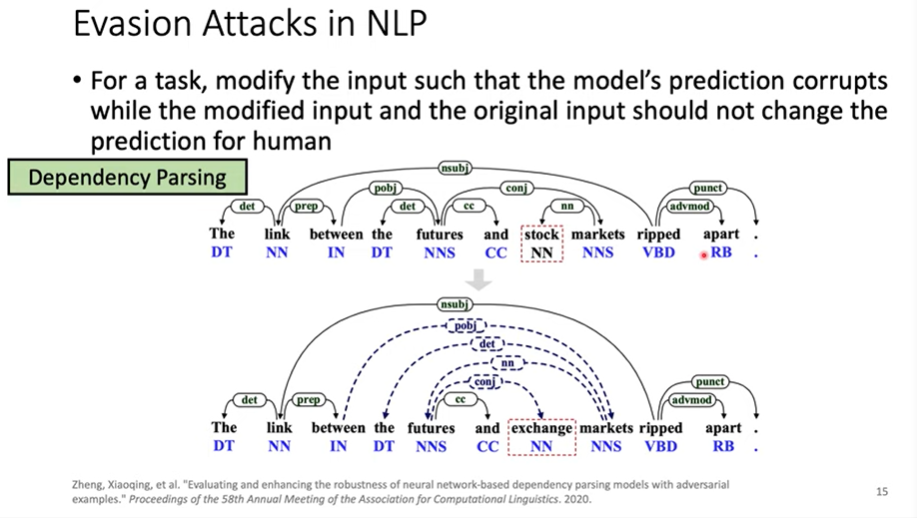 Evasion Attacks in NLP
• For a task, modify the input such that the model's prediction corrupts
while the modified input and the original input should not change the
prediction for human
Dependency Parsing
nsubj
pobj conj punct
det prep det cc nn advmod
The link between the futures and stock markets ripped apart .
DT NN IN DT NNS CC NN NNS VBD RB .
nsubj
pobj
det
nn
conj punct
det prep cc advmod
The link between the futures and exchange markets ripped apart .
DT NN IN DT NNS CC NN NNS VBD RB .
Zheng, Xiaoqing, et al. "Evaluating and enhancing the robustness of neural network-based dependency parsing models with adversarial
examples." Proceedings of the 58th Annual Meeting of the Association for Computational Linguistics. 2020.
15